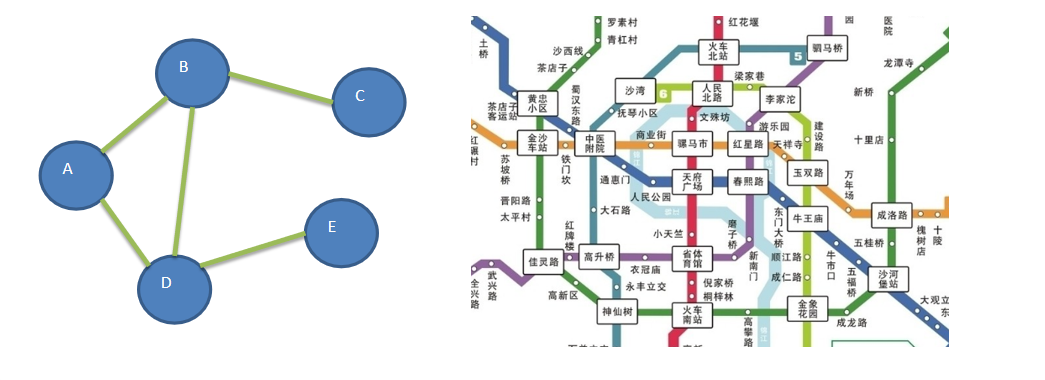 B
C
A
E
D
罗素村
青杠村
沙西线
茶店子
土桥
黄忠小区
茶店子客运站
蜀汉东路
沙湾
抚琴小区
火车北站
红花堰
5
驷马桥
园
医院
龙潭寺
6
人民北路
梁家巷
李家沱
新桥
文殊坊
游乐园
建设路
十里店
金沙车站
中医附院
商业街
骡马市
红星路
天祥寺
玉双路
苏坡桥
铁门坎
通惠门
人民公园
天府广场
春熙路
万年场
咸洛路
槐树店
十陵
晋阳路
太平村
大石路
红牌楼
小天竺
磨子桥
东门大桥
牛王庙
五桂桥
佳灵路
高升桥
衣冠庙
省体育馆
新南门
顺江路
成仁路
牛市口
五福桥
沙河堡站
全兴路
武兴路
高新区
永丰立交
倪家桥
桐梓林
神仙树
火车南站
高攀路
金象花园
成龙路
大观立
东